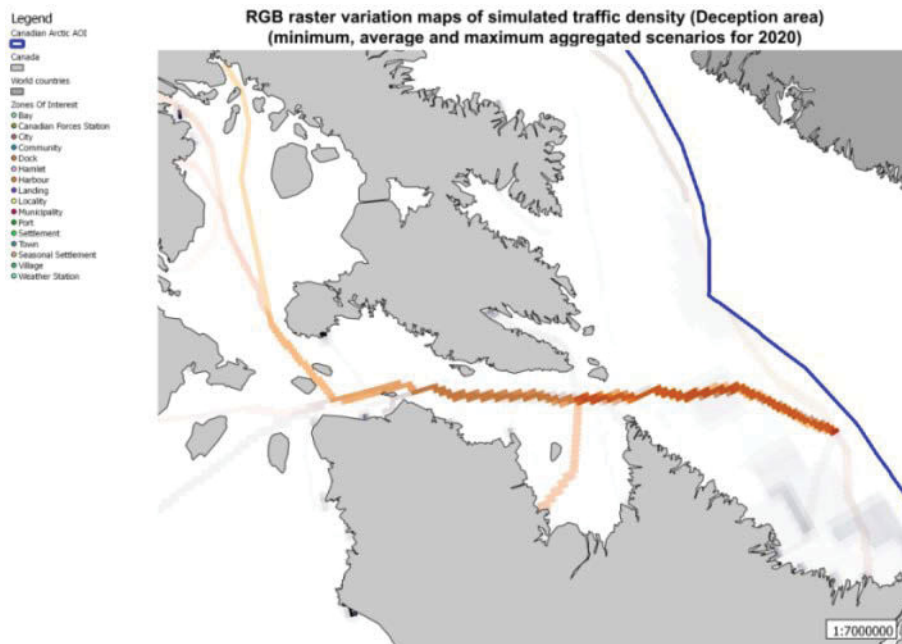 RGB raster variation maps of simulated traffic density (Deception area)
(minimum, average and maximum aggregated scenarios for 2020)
Legend
Canadian Arctic AOI
Canada
World countries
Zones Of Interest
Bay
Canadian Forces Station
City
Community
Dock
Hamlet
Harbour
Landing
Locality
Municipality
Port
Settlement
Town
Seasonal Settlement
Village
Weather Station
1:7000000